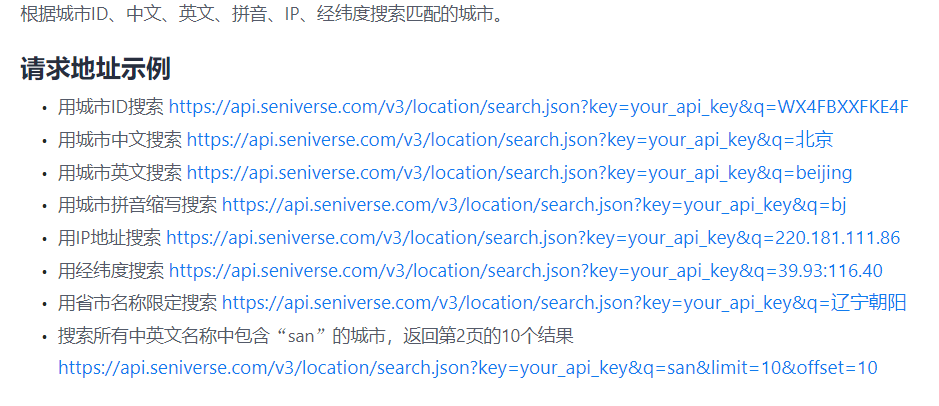 根据城市ID、中文、英文、拼音、IP、经纬度搜索匹配的城市。
请求地址示例
• 用城市ID搜索 https://api.seniverse.com/v3/location/search.json?key=your_api_key&q=WX4FBXXFKE4F
• 用城市中文搜索 https://api.seniverse.com/v3/location/search.json?key=your_api_key&q=北京
• 用城市英文搜索 https://api.seniverse.com/v3/location/search.json?key=your_api_key&q=beijing
• 用城市拼音缩写搜索 https://api.seniverse.com/v3/location/search.json?key=your_api_key&q=bj
• 用IP地址搜索 https://api.seniverse.com/v3/location/search.json?key=your_api_key&q=220.181.111.86
• 用经纬度搜索 https://api.seniverse.com/v3/location/search.json?key=your_api_key&q=39.93:116.40
• 用省市名称限定搜索 https://api.seniverse.com/v3/location/search.json?key=your_api_key&q=辽宁朝阳
• 搜索所有中英文名称中包含“san”的城市，返回第2页的10个结果
https://api.seniverse.com/v3/location/search.json?key=your_api_key&q=san&limit=10&offset=10